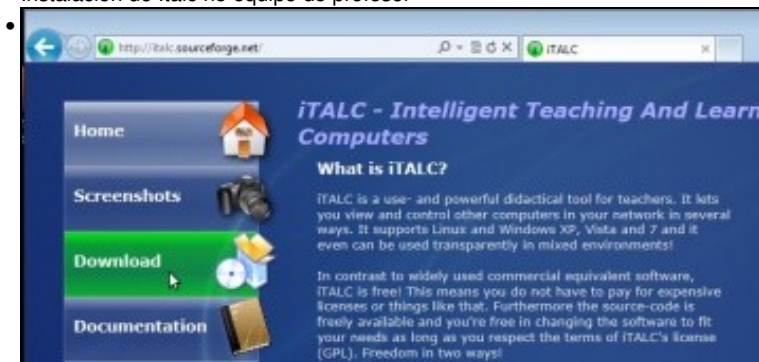 Instalación do italc no equipo do profesor
http://italc.sourceforge.net/
iTALC
iTALC - Intelligent Teaching And Learn
Computers
Home
What is iTALC?
Screenshots
iTALC is a use- and powerful didactical tool for teachers. It lets
you view and control other computers in your network in several
ways. It supports Linux and Windows XP, Vista and 7 and it
even can be used transparently in mixed environments!
Download
In contrast to widely used commercial equivalent software,
iTALC is free! This means you do not have to pay for expensive
licenses or things like that. Furthermore the source-code is
freely available and you're free in changing the software to fit
your needs as long as you respect the terms of iTALC's license
(GPL). Freedom in two ways!
Documentation